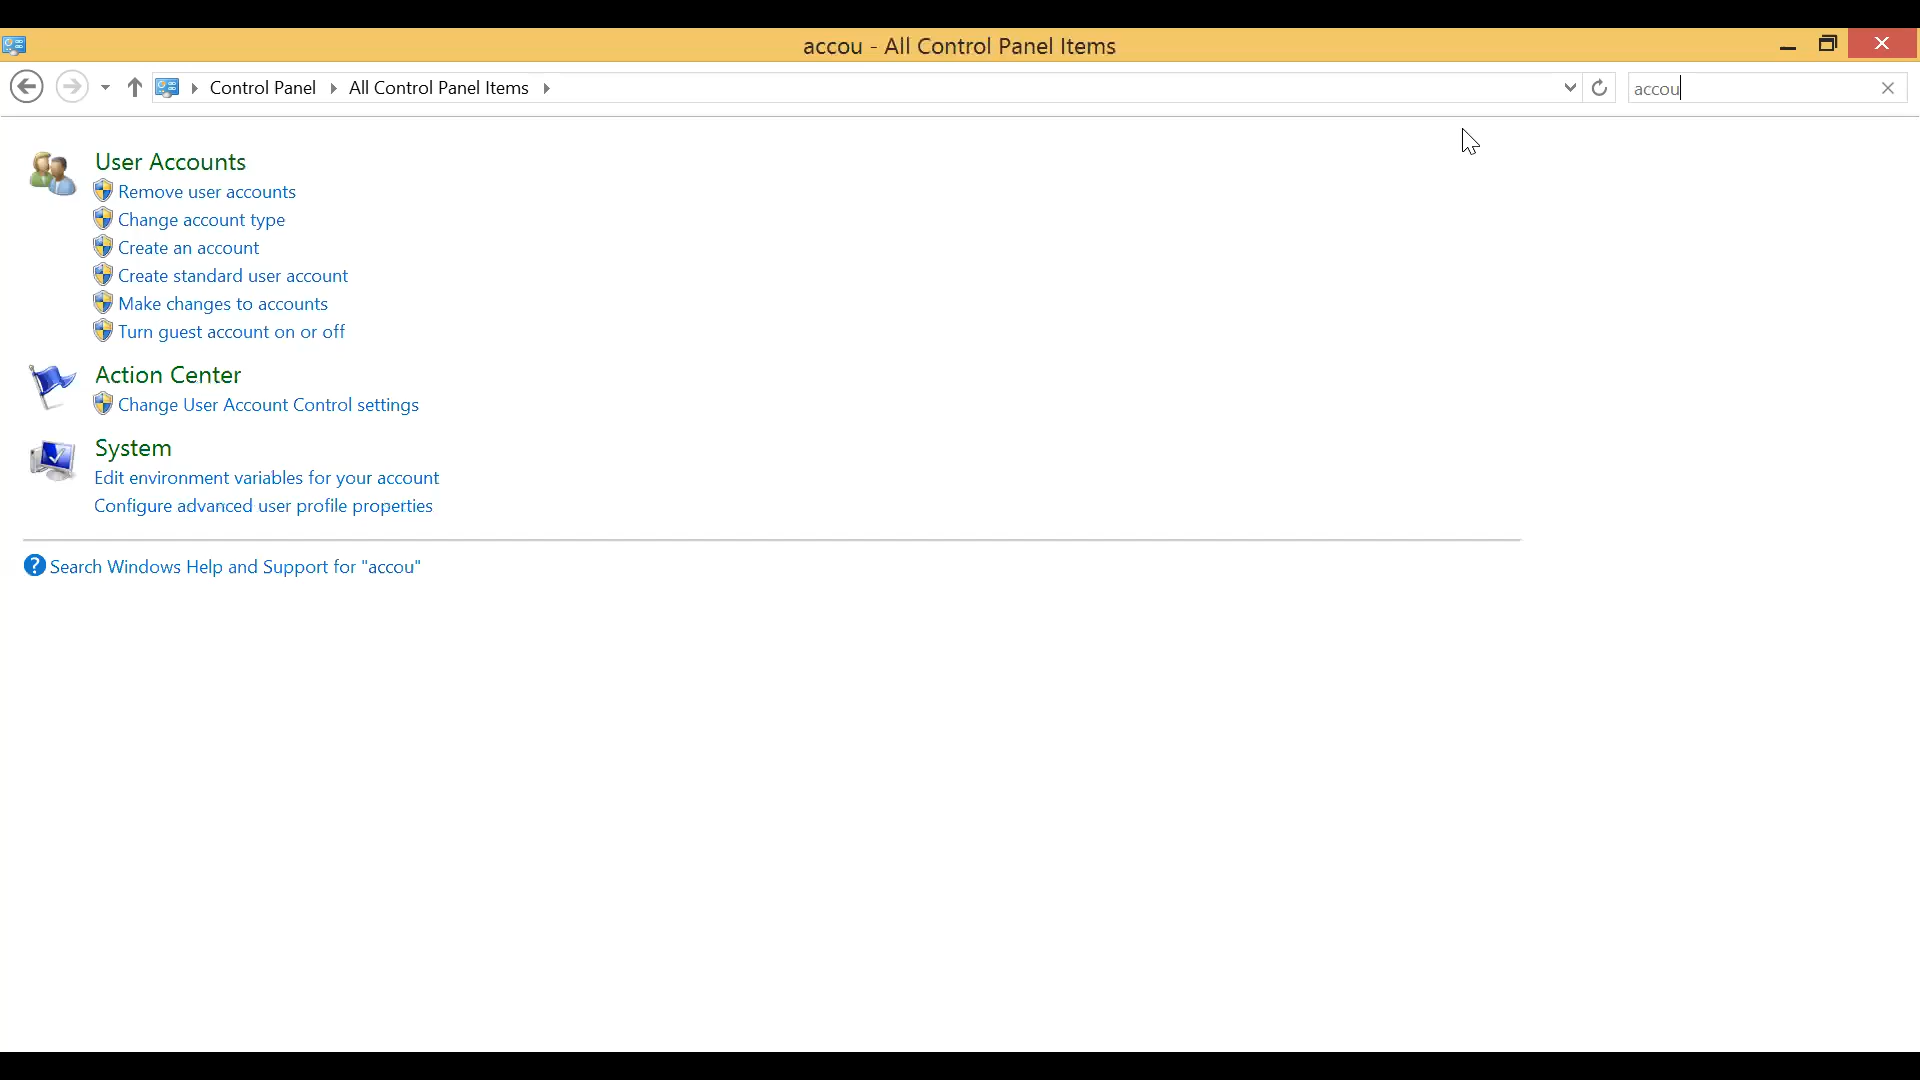 accou - All Control Panel Items
Control Panel All Control Panel Items
accou
User Accounts
Remove user accounts
Change account type
Create an account
Create standard user account
Make changes to accounts
Turn guest account on or off
Action Center
Change User Account Control settings
System
Edit environment variables for your account
Configure advanced user profile properties
Search Windows Help and Support for "accou"